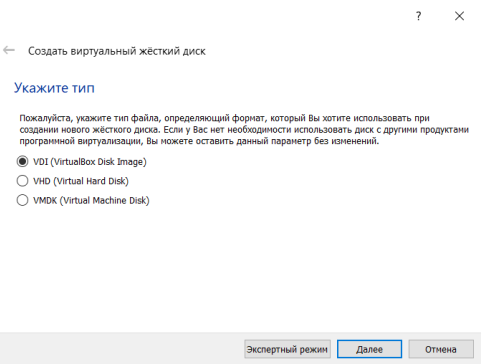 ?
Создать виртуальный жёсткий диск
Укажите тип
Пожалуйста, укажите тип файла, определяющий формат, который Вы хотите использовать при
создании нового жёсткого диска. Если у Вас нет необходимости использовать диск с другими продуктами
программной виртуализации, Вы можете оставить данный параметр без изменений.
VDI (VirtualBox Disk Image)
VHD (Virtual Hard Disk)
VMDK (Virtual Machine Disk)
Экспертный режим Далее Отмена